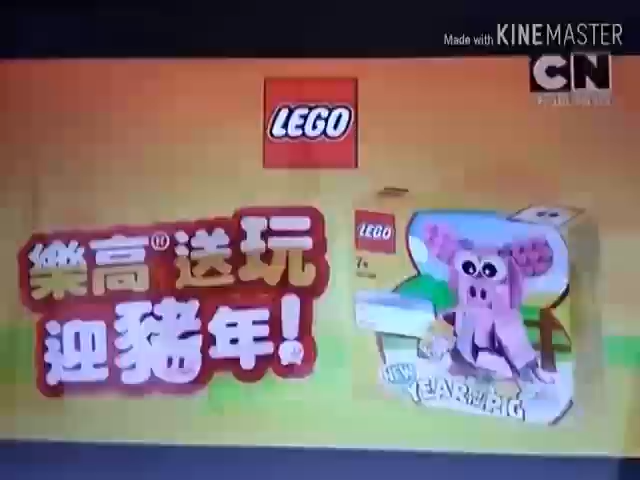 Made with KINEMASTER
CN
LEGO
樂高®送玩
迎豬年!
LEGO
7+
NEW
YEAR OF THE PIG